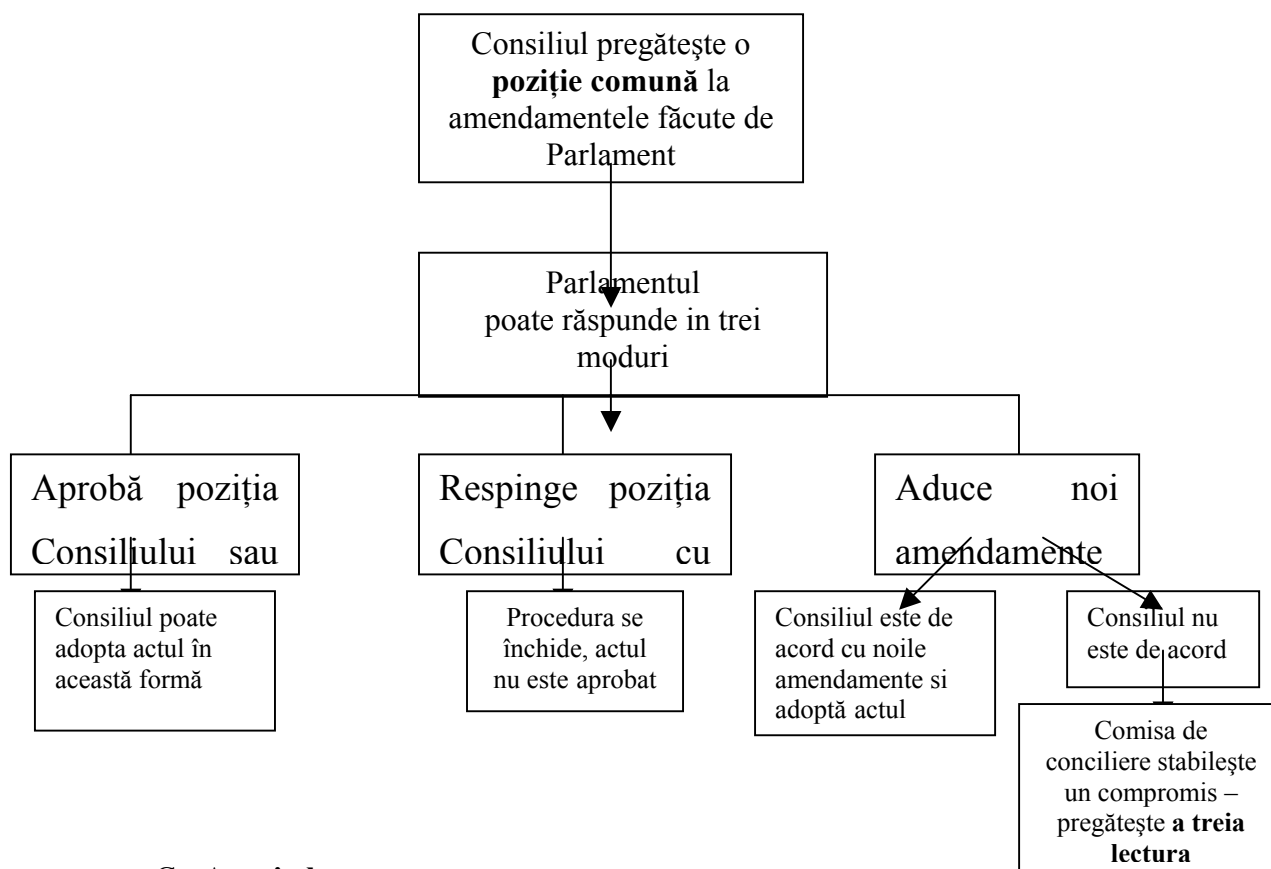 Consiliul pregăteşte o
poziție comună la
amendamentele făcute de
Parlament
Parlamentul
poate răspunde in trei
moduri
Aprobă poziția
Consiliului sau
Respinge poziția
Consiliului cu
Aduce noi
amendamente
Consiliul poate
adopta actul în
această formă
Procedura se
închide, actul
nu este aprobat
Consiliul este de
acord cu noile
amendamente si
adoptă actul
Consiliul nu
este de acord
Comisa de
conciliere stabileşte
un compromis –
pregăteşte a treia
lectura